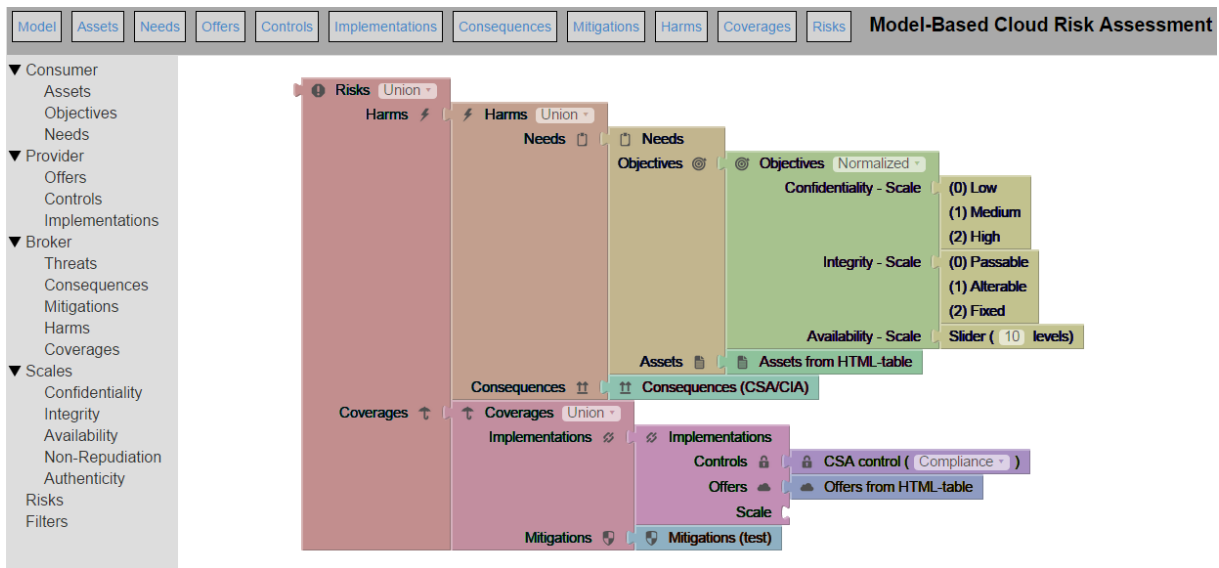 Model Assets Needs Offers Controls Implementations Consequences Mitigations Harms Coverages Risks Model-Based Cloud Risk Assessment
▼ Consumer
Assets
Objectives
Needs
▼ Provider
Offers
Controls
Implementations
▼ Broker
Threats
Consequences
Mitigations
Harms
Coverages
▼ Scales
Confidentiality
Integrity
Availability
Non-Repudiation
Authenticity
Risks
Filters
Risks Union
Harms Harms Union
Needs Needs
Objectives Objectives Normalized
Confidentiality - Scale (0) Low
(1) Medium
(2) High
Integrity - Scale (0) Passable
(1) Alterable
(2) Fixed
Availability - Scale Slider ( 10 levels)
Assets Assets from HTML-table
Consequences Consequences (CSA/CIA)
Coverages Coverages Union
Implementations Implementations
Controls CSA control ( Compliance )
Offers Offers from HTML-table
Scale
Mitigations Mitigations (test)